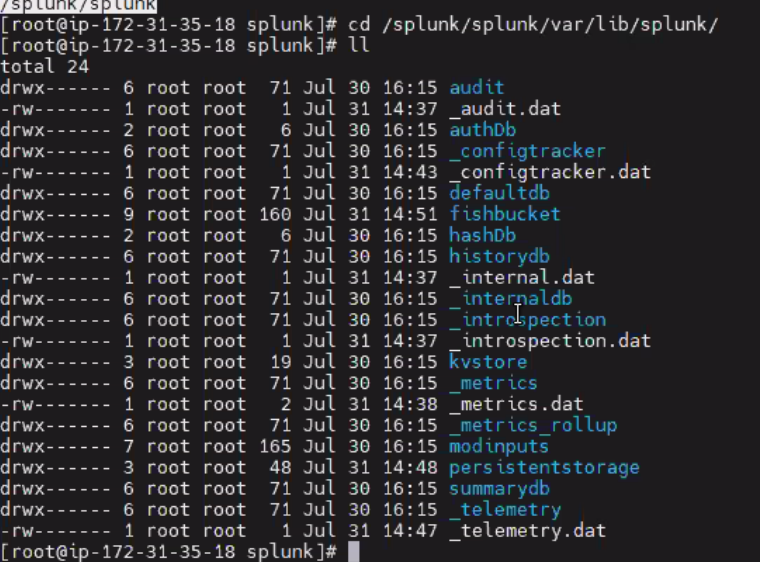 /splunk/splunk
[root@ip-172-31-35-18 splunk]# cd /splunk/splunk/var/lib/splunk/
[root@ip-172-31-35-18 splunk]# ll
total 24
drwx------ 6 root root  71 Jul 30 16:15 audit
-rw------- 1 root root   1 Jul 31 14:37 _audit.dat
drwx------ 2 root root   6 Jul 30 16:15 authDb
drwx------ 6 root root  71 Jul 30 16:15 _configtracker
-rw------- 1 root root   1 Jul 31 14:43 _configtracker.dat
drwx------ 6 root root  71 Jul 30 16:15 defaultdb
drwx------ 9 root root 160 Jul 31 14:51 fishbucket
drwx------ 2 root root   6 Jul 30 16:15 hashDb
drwx------ 6 root root  71 Jul 30 16:15 historydb
-rw------- 1 root root   1 Jul 31 14:37 _internal.dat
drwx------ 6 root root  71 Jul 30 16:15 _internaldb
drwx------ 6 root root  71 Jul 30 16:15 _introspection
-rw------- 1 root root   1 Jul 31 14:37 _introspection.dat
drwx------ 3 root root  19 Jul 30 16:15 kvstore
drwx------ 6 root root  71 Jul 30 16:15 _metrics
-rw------- 1 root root   2 Jul 31 14:38 _metrics.dat
drwx------ 6 root root  71 Jul 30 16:15 _metrics_rollup
drwx------ 7 root root 165 Jul 30 16:15 modinputs
drwx------ 3 root root  48 Jul 31 14:48 persistentstorage
drwx------ 6 root root  71 Jul 30 16:15 summarydb
drwx------ 6 root root  71 Jul 30 16:15 _telemetry
-rw------- 1 root root   1 Jul 31 14:47 _telemetry.dat
[root@ip-172-31-35-18 splunk]#